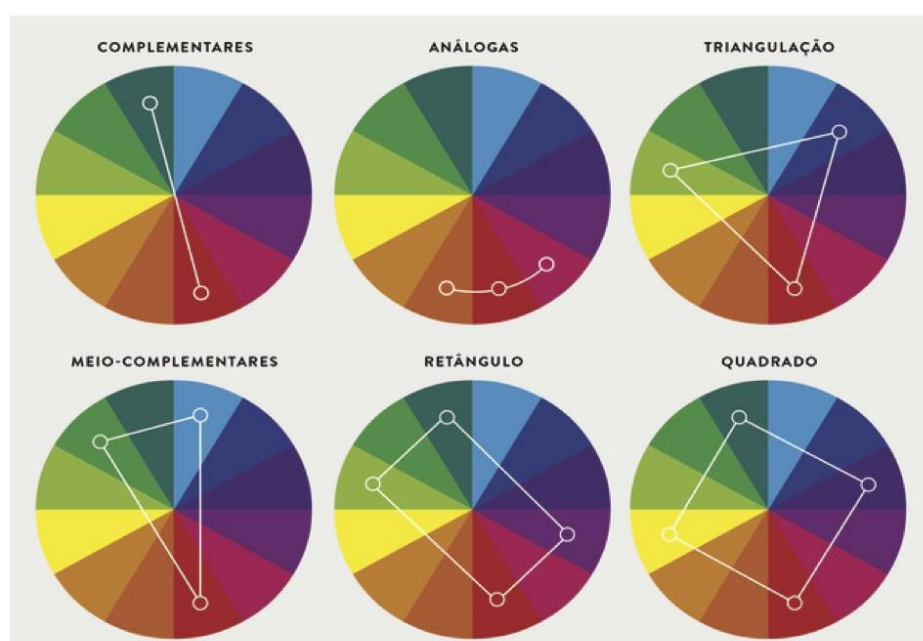 COMPLEMENTARES
ANÁLOGAS
TRIANGULAÇÃO
MEIO-COMPLEMENTARES
RETÂNGULO
QUADRADO